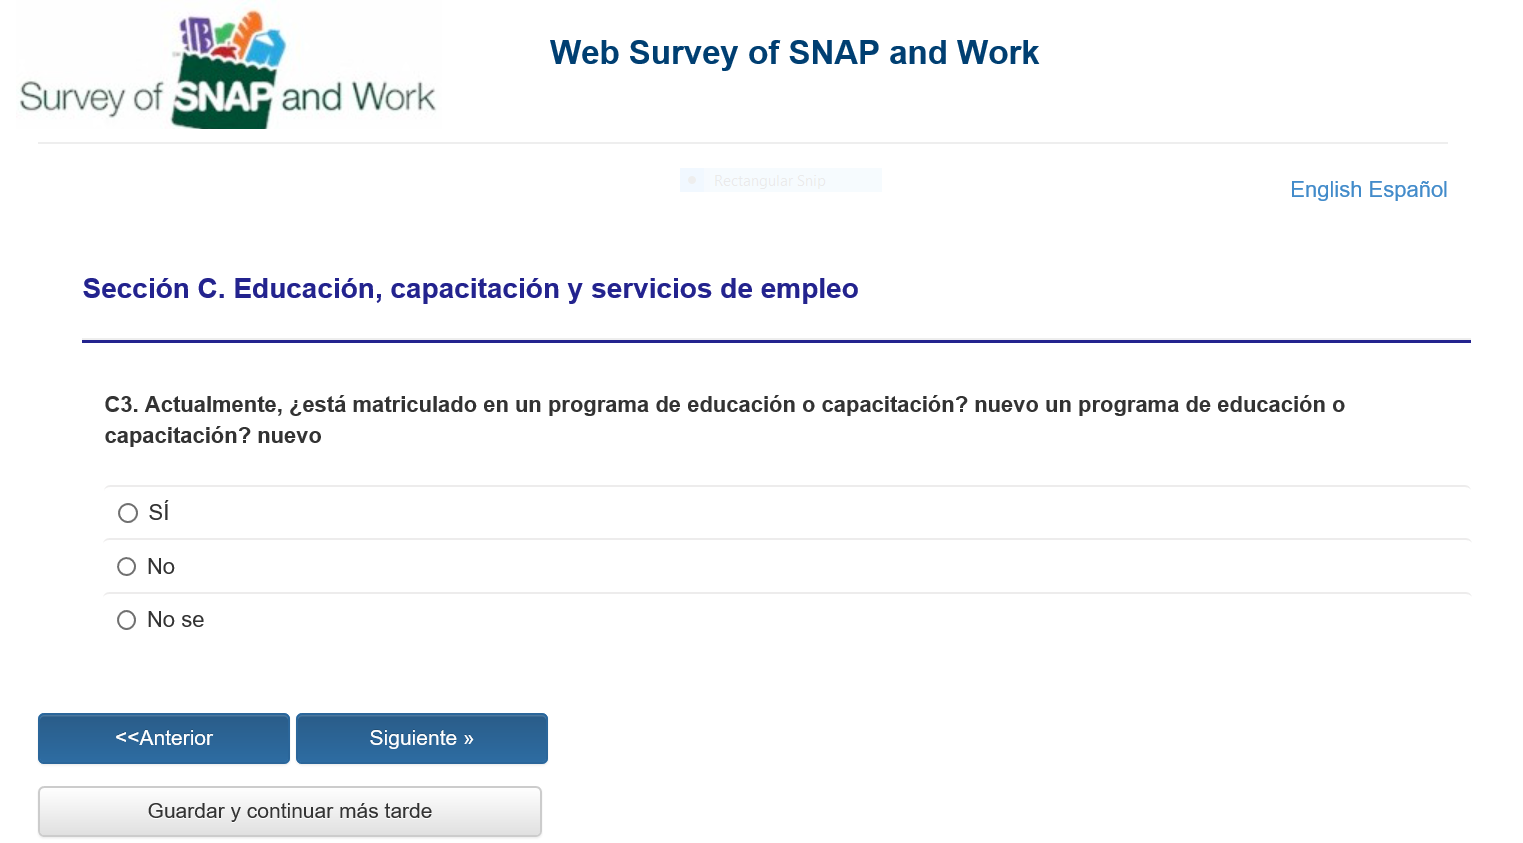 Survey of SNAP and Work
Web Survey of SNAP and Work
Rectangular Snip
English Español
Sección C. Educación, capacitación y servicios de empleo
C3. Actualmente, ¿está matriculado en un programa de educación o capacitación? nuevo un programa de educación o
capacitación? nuevo
SÍ
No
No se
<<Anterior
Siguiente »
Guardar y continuar más tarde